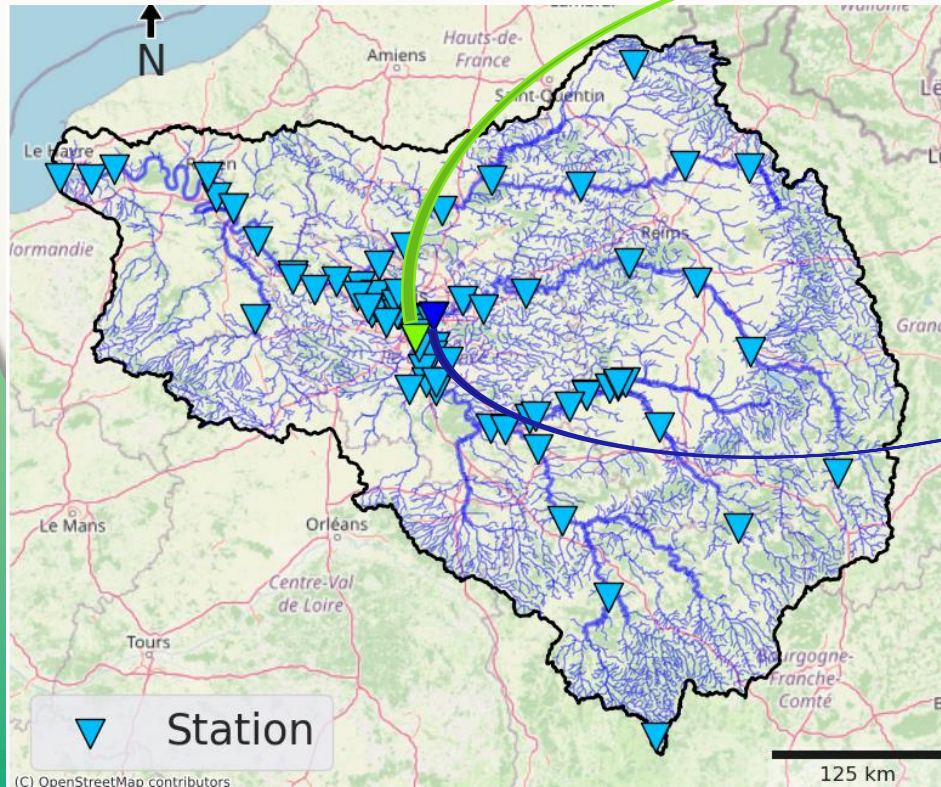 Hauts-de-
France
Amiens
N
Saint-Quentin
Le Havre
Reims
Normandie
Le Mans
Orléans
Centre-Val
de Loire
Tours
Bourgogne-
Franche-
Comté
Station
125 km
(C) OpenStreetMap contributors